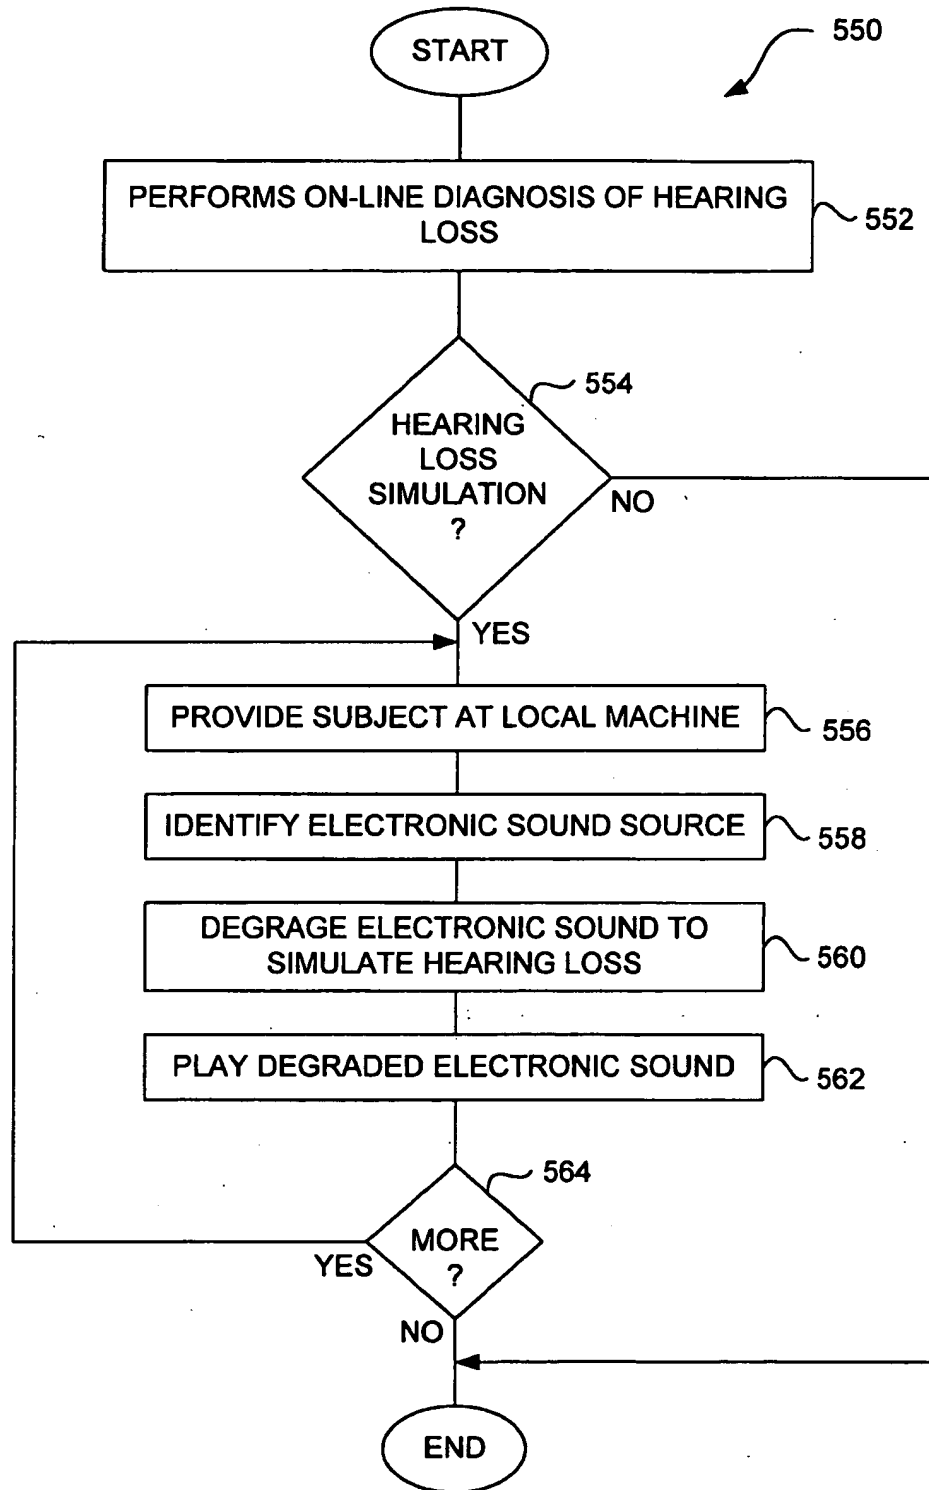 START
550
PERFORMS ON-LINE DIAGNOSIS OF HEARING
LOSS
552
554
HEARING
LOSS
SIMULATION
?
NO
YES
PROVIDE SUBJECT AT LOCAL MACHINE
556
IDENTIFY ELECTRONIC SOUND SOURCE
558
DEGRAGE ELECTRONIC SOUND TO
SIMULATE HEARING LOSS
560
PLAY DEGRADED ELECTRONIC SOUND
562
564
MORE
?
YES
NO
END